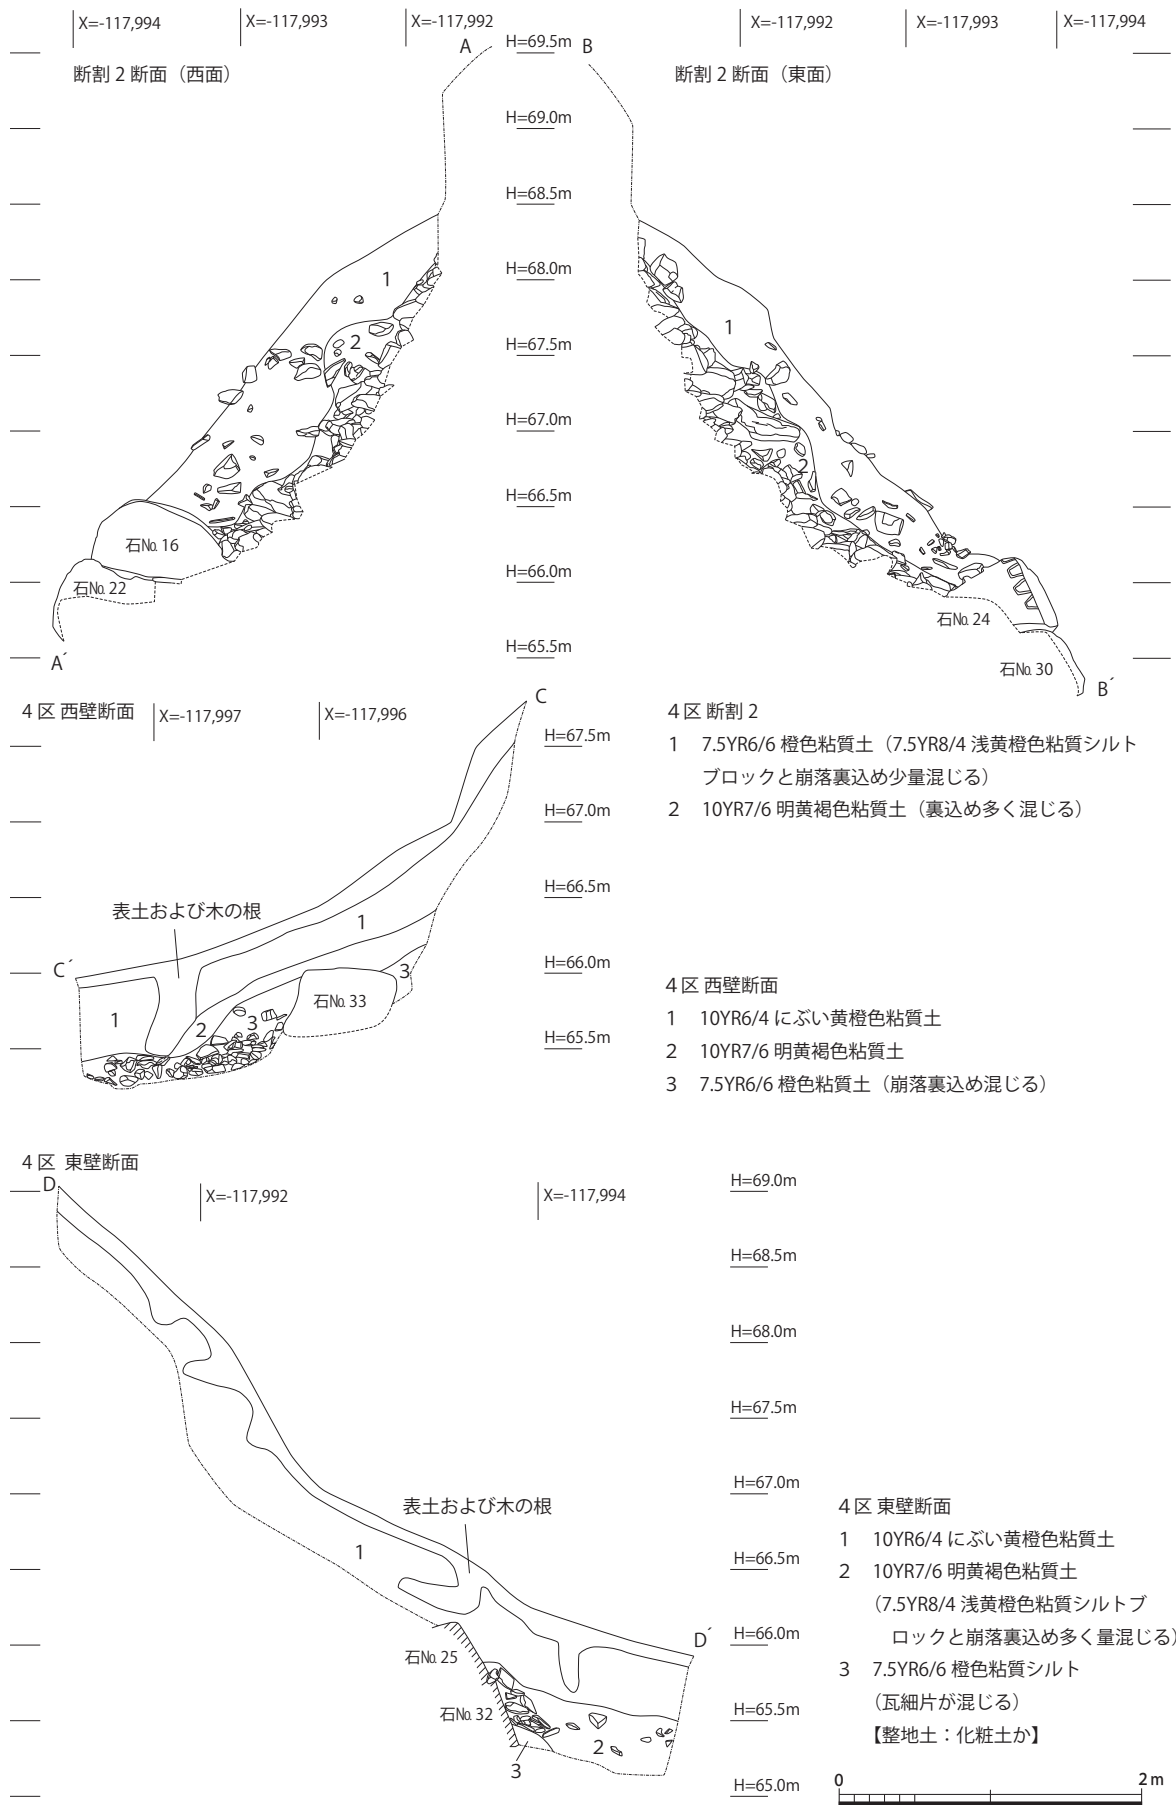 X=-117,994
X=-117,993
X=-117,992
A
H=69.5m
B
X=-117,992
X=-117,993
X=-117,994
断割 2 断面（西面）
断割 2 断面（東面）
H=69.0m
H=68.5m
H=68.0m
H=67.5m
H=67.0m
H=66.5m
H=66.0m
H=65.5m
1
2
石No. 16
石No. 22
A´
1
2
石No. 24
石No. 30
B´
4 区 西壁断面
X=-117,997
X=-117,996
C
H=67.5m
H=67.0m
H=66.5m
H=66.0m
H=65.5m
表土および木の根
C´
1
1
2
3
3
石No. 33
4 区 断割 2
1 7.5YR6/6 橙色粘質土（7.5YR8/4 浅黄橙色粘質シルト
ブロックと崩落裏込め少量混じる）
2 10YR7/6 明黄褐色粘質土（裏込め多く混じる）
4 区 西壁断面
1 10YR6/4 にぶい黄橙色粘質土
2 10YR7/6 明黄褐色粘質土
3 7.5YR6/6 橙色粘質土（崩落裏込め混じる）
4 区 東壁断面
D
X=-117,992
X=-117,994
H=69.0m
H=68.5m
H=68.0m
H=67.5m
H=67.0m
H=66.5m
H=66.0m
H=65.5m
H=65.0m
表土および木の根
1
D´
石No. 25
石No. 32
2
3
4 区 東壁断面
1 10YR6/4 にぶい黄橙色粘質土
2 10YR7/6 明黄褐色粘質土
（7.5YR8/4 浅黄橙色粘質シルトブ
ロックと崩落裏込め多く量混じる）
3 7.5YR6/6 橙色粘質シルト
（瓦細片が混じる）
【整地土：化粧土か】
0
2 m